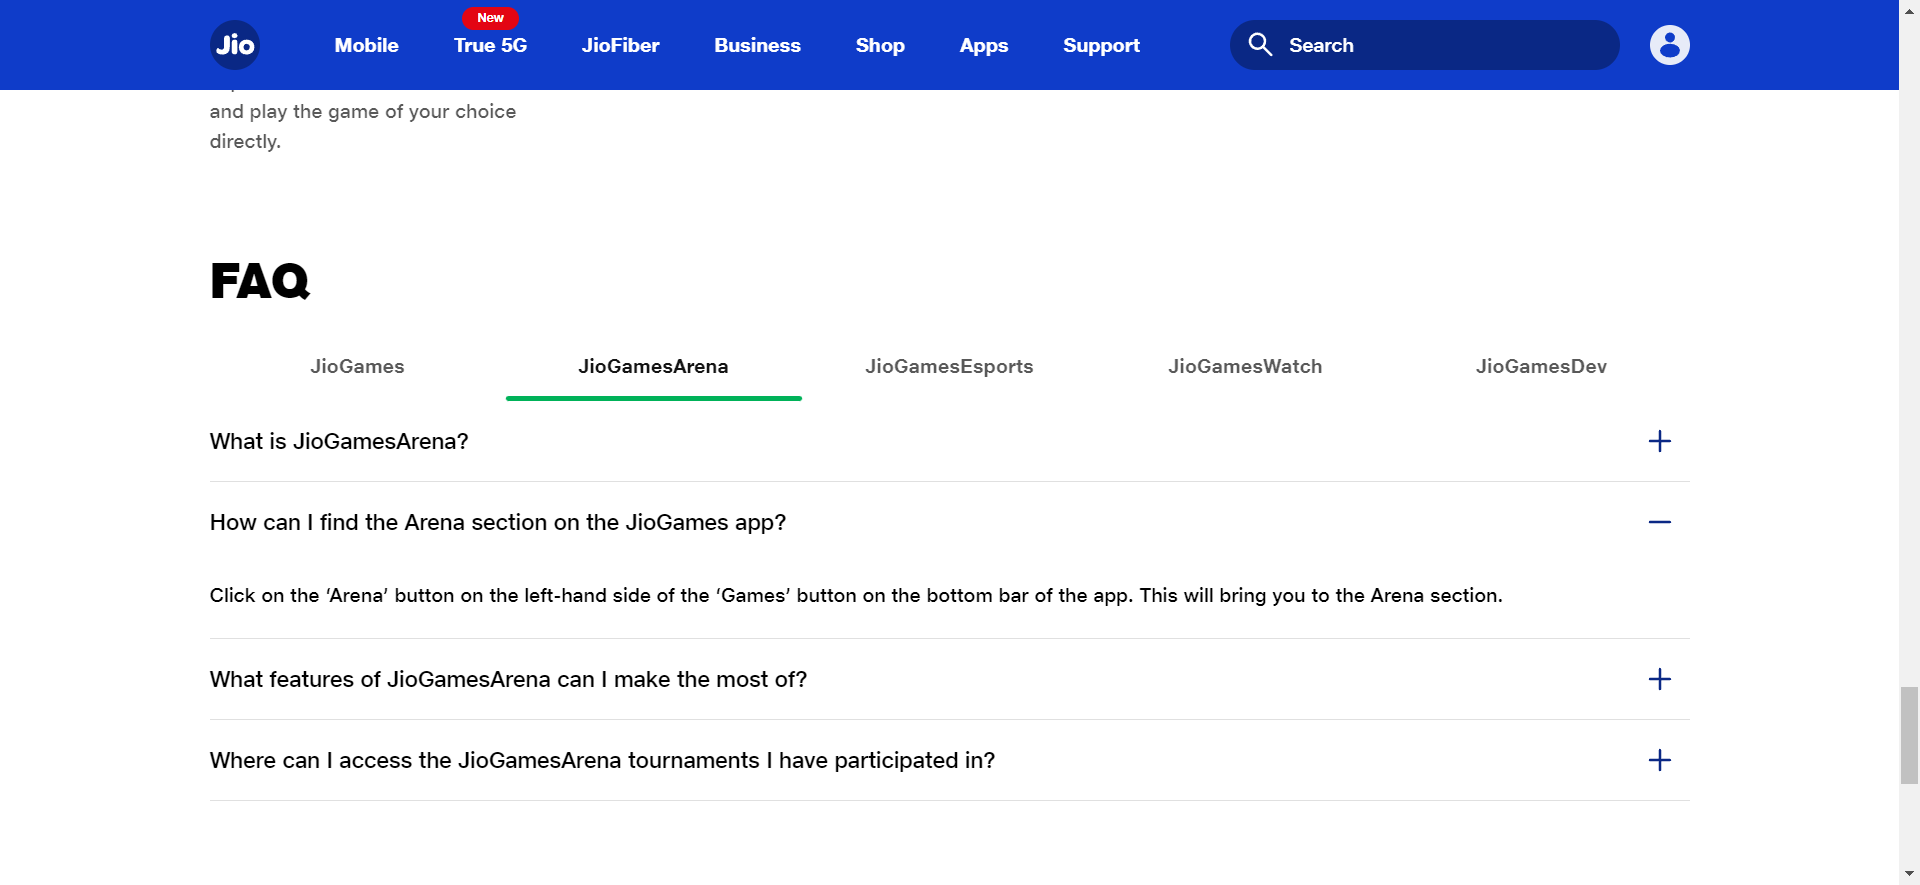 Jio
Mobile
New
True 5G
JioFiber
Business
Shop
Apps
Support
Search
and play the game of your choice
directly.
FAQ
JioGames
JioGamesArena
JioGamesEsports
JioGamesWatch
JioGamesDev
What is JioGamesArena?
How can I find the Arena section on the JioGames app?
Click on the ‘Arena’ button on the left-hand side of the ‘Games’ button on the bottom bar of the app. This will bring you to the Arena section.
What features of JioGamesArena can I make the most of?
Where can I access the JioGamesArena tournaments I have participated in?